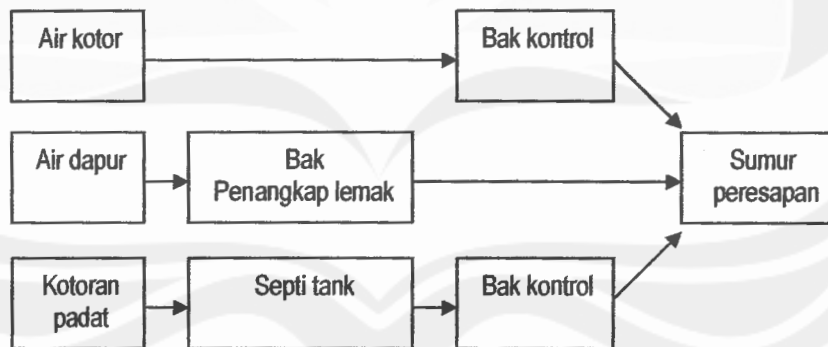 Air kotor
Bak kontrol
Air dapur
Bak
Penangkap lemak
Sumur
peresapan
Kotoran
padat
Septi tank
Bak kontrol